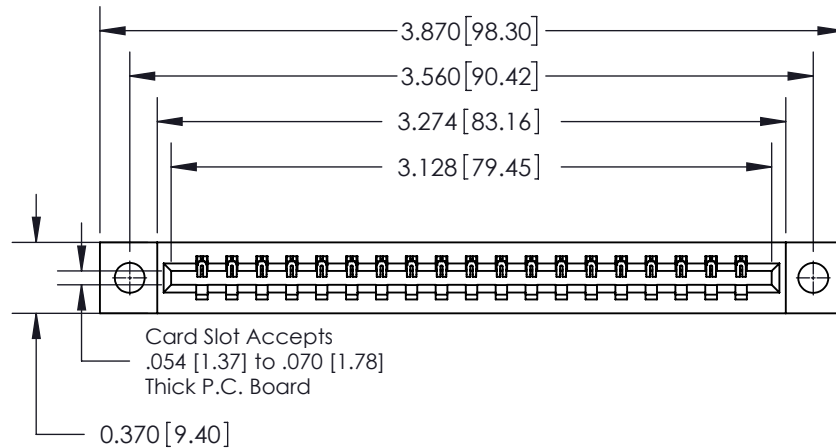 3.870[98.30]
3.560[90.42]
3.274[83.16]
3.128[79.45]
Card Slot Accepts
.054 [1.37] to .070 [1.78]
Thick P.C. Board
0.370[9.40]